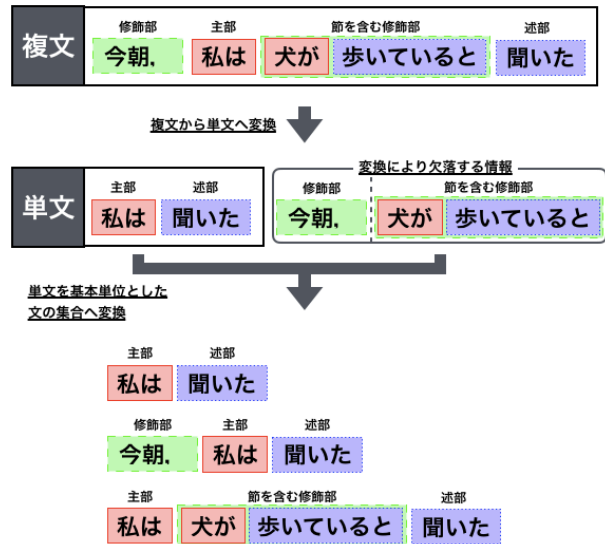 修飾部 主部 節を含む修飾部 述部
複文 今朝, 私は 犬が 歩いていると 聞いた
複文から単文へ変換
変換により欠落する情報
主部 述部 修飾部 節を含む修飾部
単文 私は 聞いた 今朝, 犬が 歩いていると
単文を基本単位とした
文の集合へ変換
主部 述部
私は 聞いた
修飾部 主部 述部
今朝, 私は 聞いた
主部 節を含む修飾部 述部
私は 犬が 歩いていると 聞いた